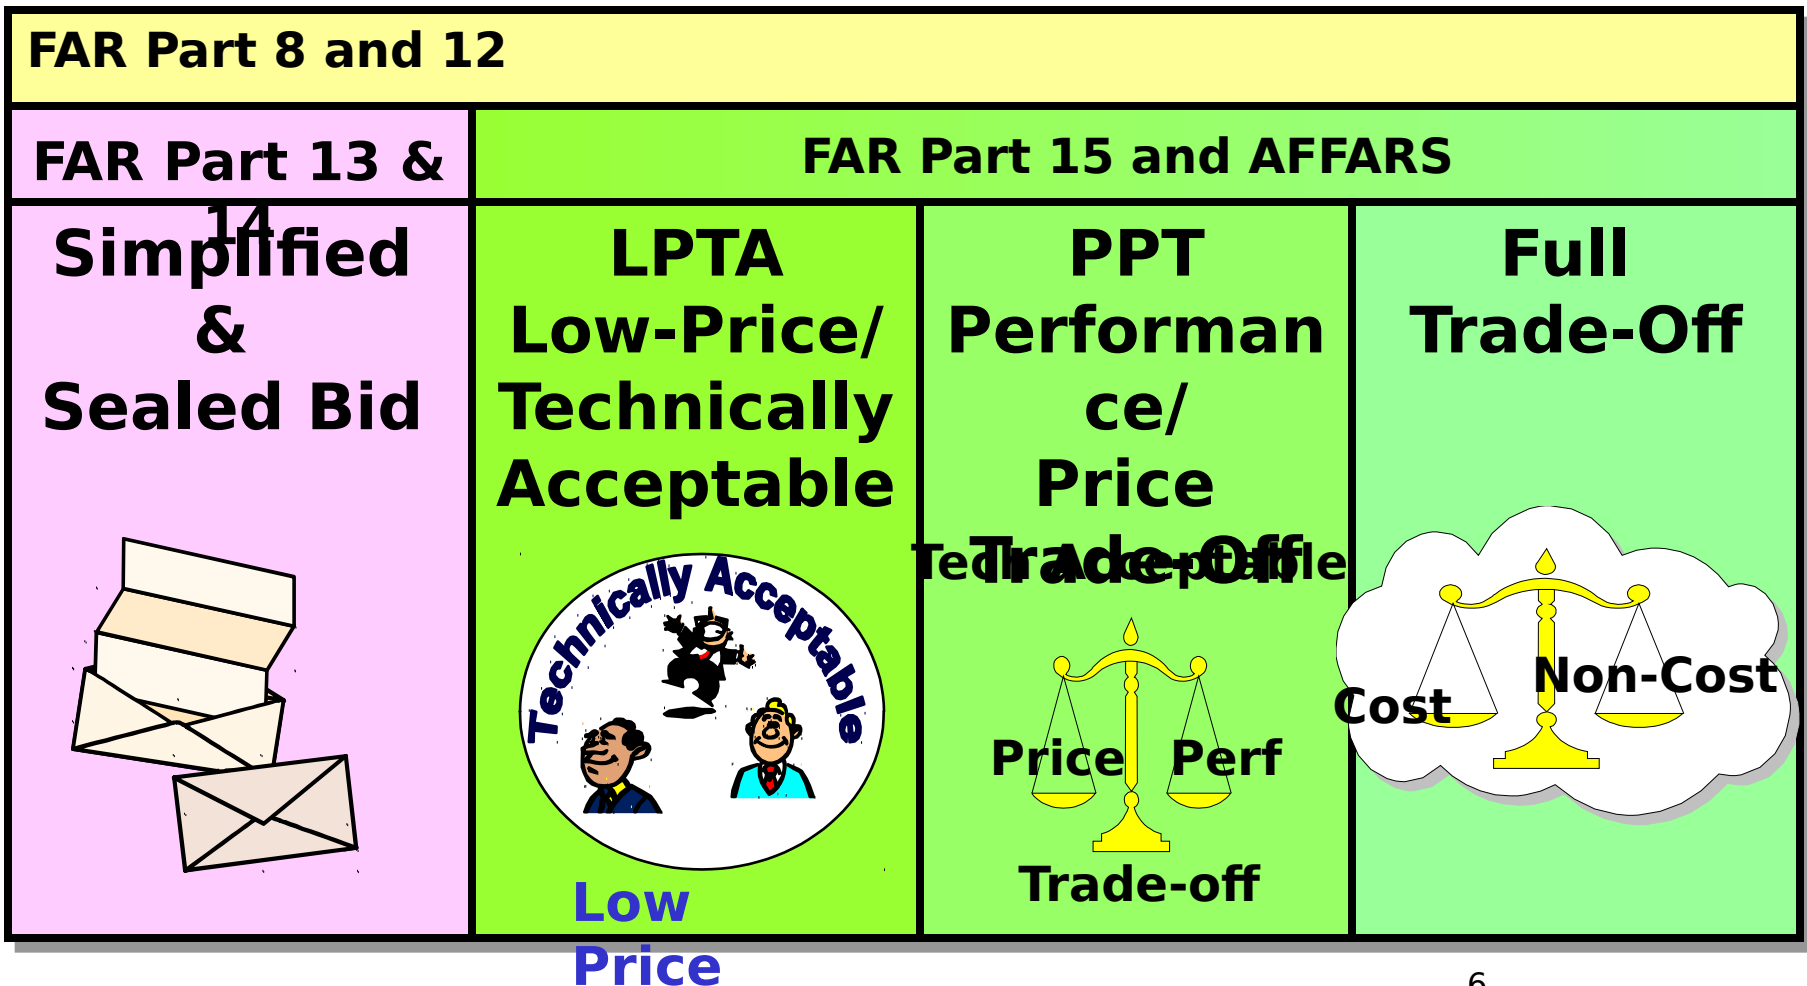 FAR Part 8 and 12
FAR Part 13 &
14
FAR Part 15 and AFFARS
Simplified
&
Sealed Bid
LPTA
Low-Price/
Technically
Acceptable
Technically Acceptable
Low
Price
PPT
Performan
ce/
Price
Trade-Off
Tech Acceptable
Price
Perf
Trade-off
Full
Trade-Off
Cost
Non-Cost
6